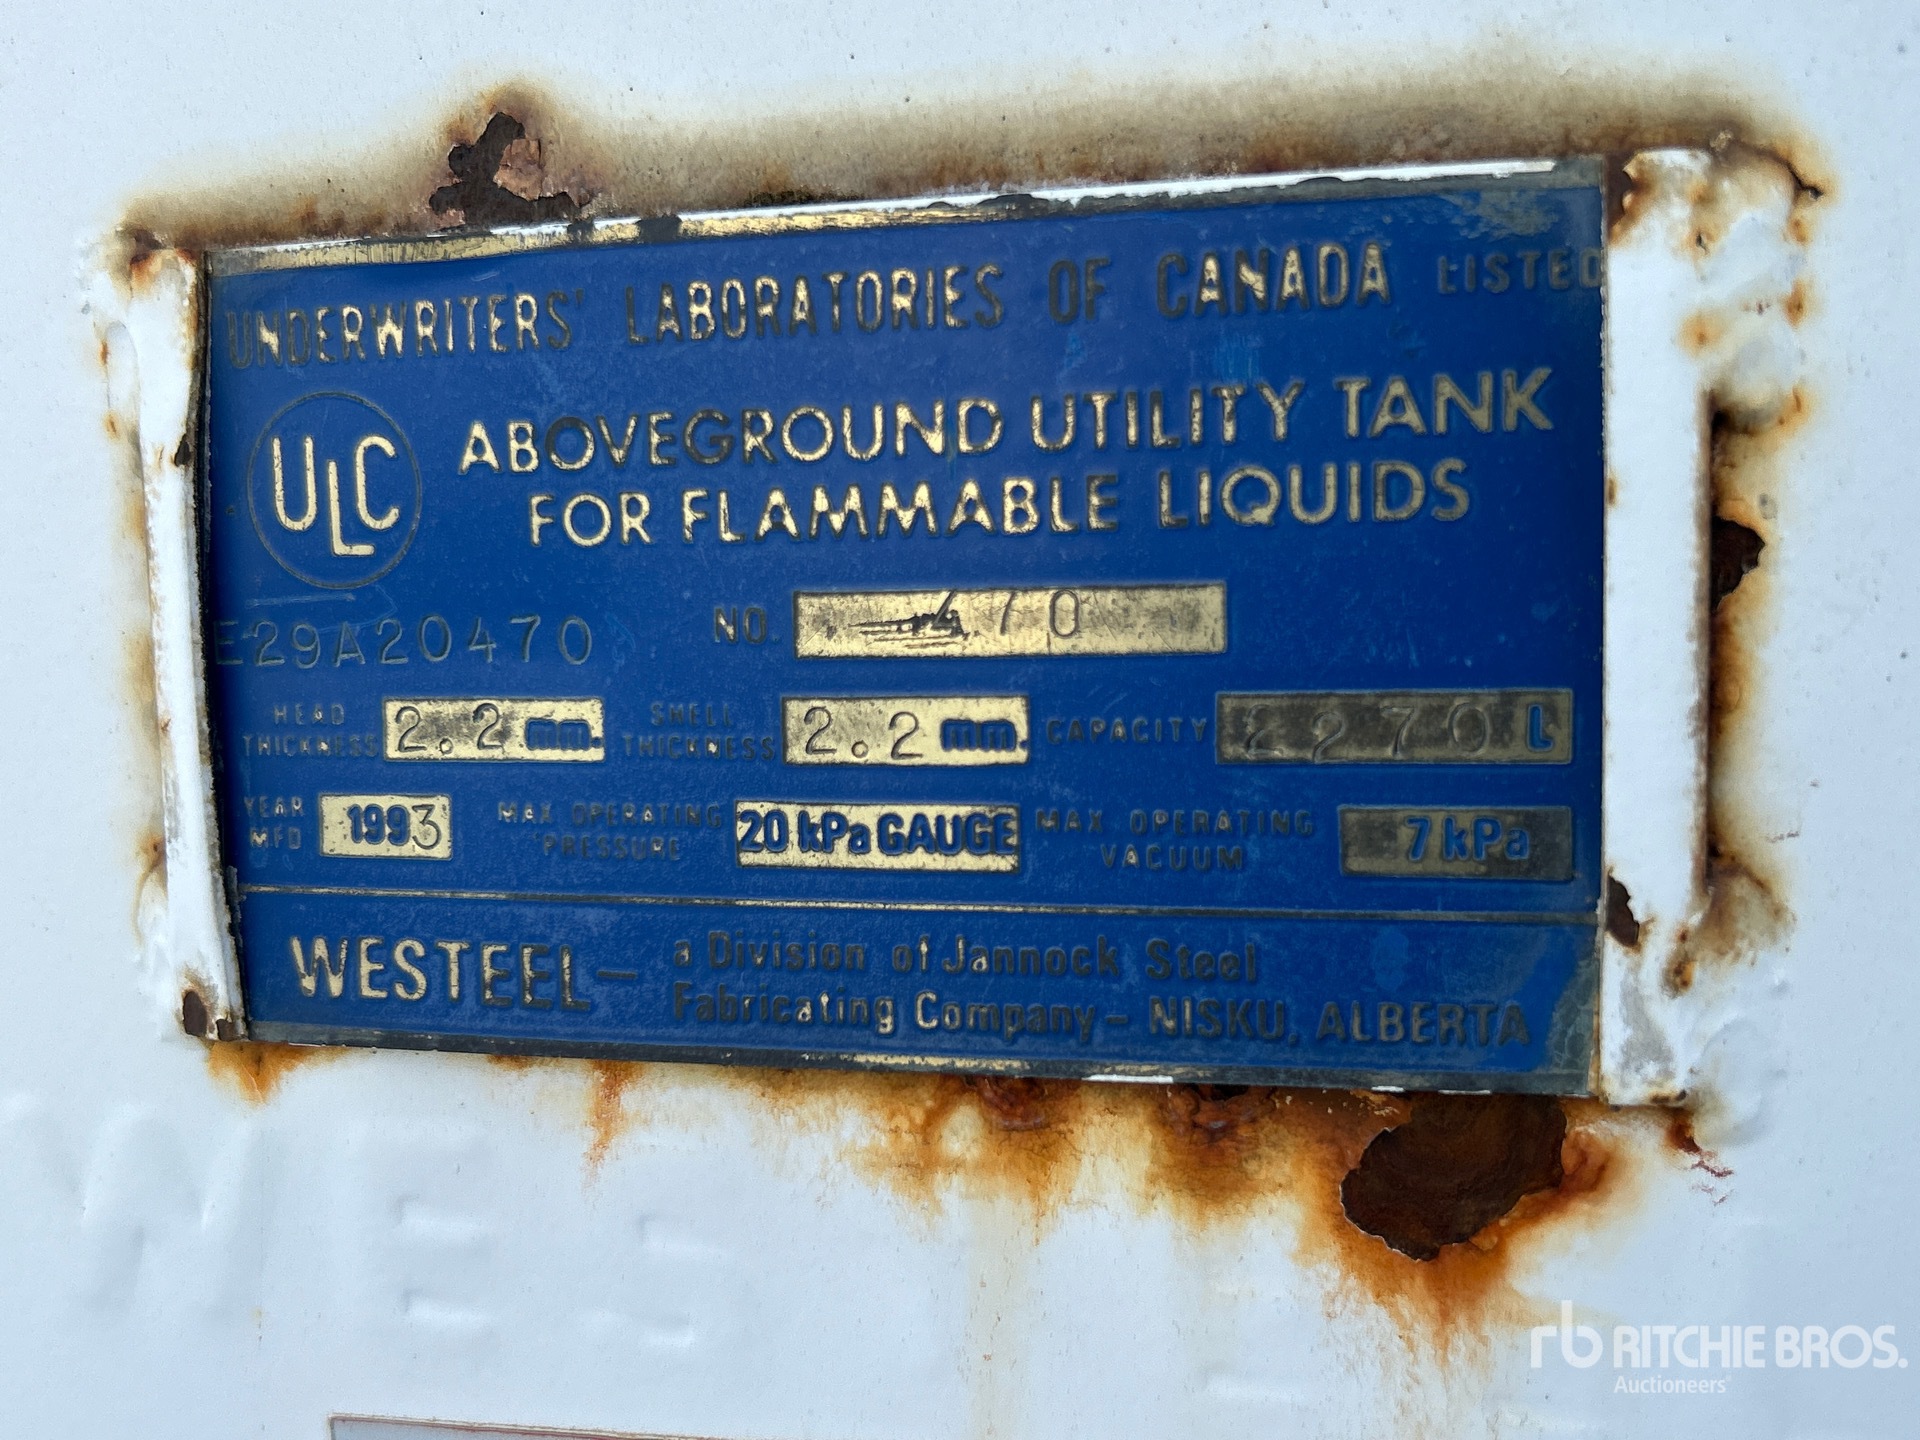 UNDERWRITERS' LABORATORIES OF CANADA LISTED
ULC
ABOVEGROUND UTILITY TANK
FOR FLAMMABLE LIQUIDS
E29A20470
NO.
HEAD THICKNESS 2.2 mm. SHELL THICKNESS 2.2 mm. CAPACITY 2270 L
YEAR MFD 1993 MAX OPERATING PRESSURE 20 kPa GAUGE MAX OPERATING VACUUM 7 kPa
WESTEEL — a Division of Jannock Steel
Fabricating Company — NISKU, ALBERTA
rb RITCHIE BROS.
Auctioneers